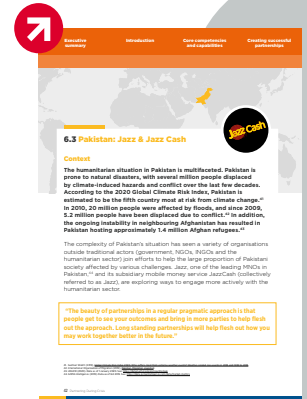 Executive summary
Introduction
Core competencies and capabilities
Creating successful partnerships
Jazz Cash
6.3 Pakistan: Jazz & Jazz Cash
Context
The humanitarian situation in Pakistan is multifaceted. Pakistan is
prone to natural disasters, with several million people displaced
by climate-induced hazards and conflict over the last few decades.
According to the 2020 Global Climate Risk Index, Pakistan is
estimated to be the fifth country most at risk from climate change.⁴¹
In 2010, 20 million people were affected by floods, and since 2009,
5.2 million people have been displaced due to conflict.⁴² In addition,
the ongoing instability in neighbouring Afghanistan has resulted in
Pakistan hosting approximately 1.4 million Afghan refugees.⁴³
The complexity of Pakistan's situation has seen a variety of organisations
outside traditional actors (government, NGOs, INGOs and the
humanitarian sector) join efforts to help the large proportion of Pakistani
society affected by various challenges. Jazz, one of the leading MNOs in
Pakistan,⁴⁴ and its subsidiary mobile money service JazzCash (collectively
referred to as Jazz), are exploring ways to engage more actively with the
humanitarian sector.
"The beauty of partnerships in a regular pragmatic approach is that
people get to see your outcomes and bring in more parties to help flesh
out the approach. Long standing partnerships will help flesh out how you
may work together better in the future."